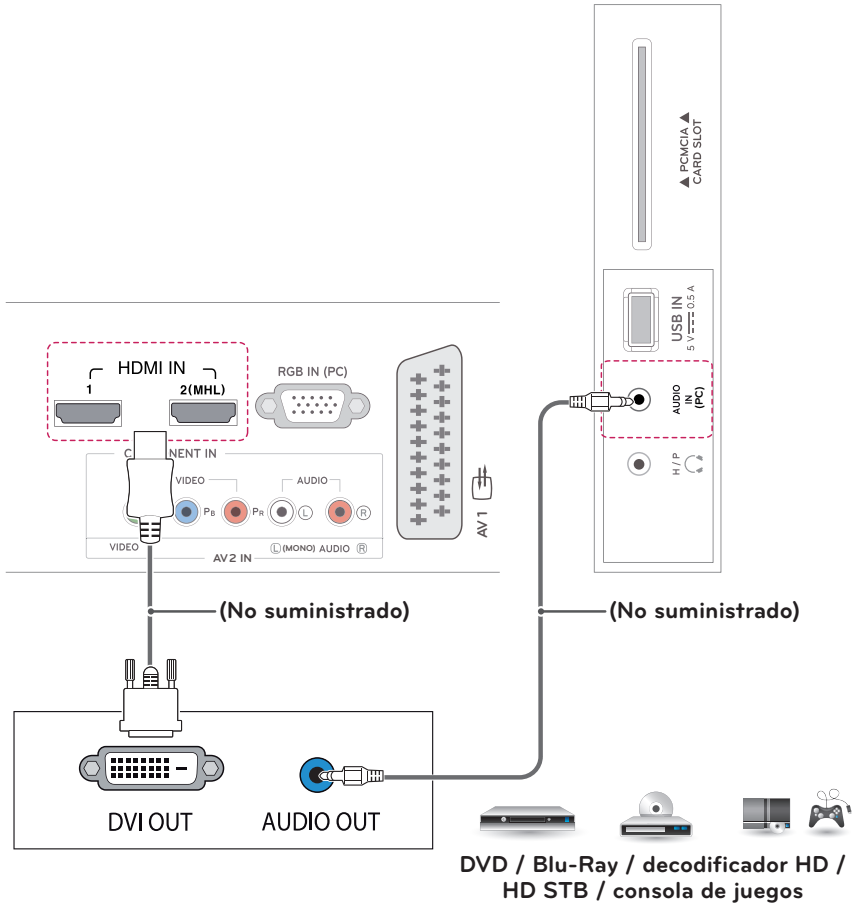 ▲ PCMCIA ▲
CARD SLOT
USB IN
5 V 0.5 A
AUDIO
IN
(PC)
H / P
HDMI IN
1
2(MHL)
RGB IN (PC)
NENT IN
VIDEO
AUDIO
PB
PR
L
R
VIDEO
L (MONO) AUDIO R
AV2 IN
AV 1
(No suministrado)
(No suministrado)
DVI OUT
AUDIO OUT
DVD / Blu-Ray / decodificador HD /
HD STB / consola de juegos